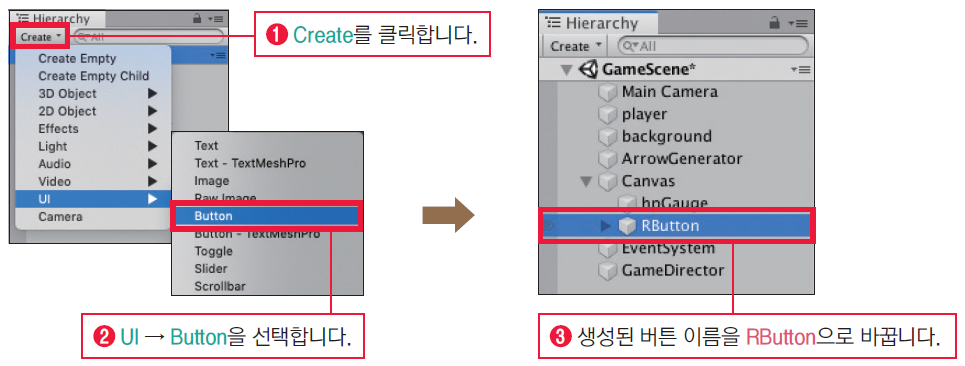 Hierarchy
Create
All
Create Empty
Create Empty Child
3D Object
2D Object
Effects
Light
Audio
Video
UI
Camera
Text
Text - TextMeshPro
Image
Raw Image
Button
Button - TextMeshPro
Toggle
Slider
Scrollbar
1 Create를 클릭합니다.
2 UI → Button을 선택합니다.
Hierarchy
Create
All
GameScene*
Main Camera
player
background
ArrowGenerator
Canvas
hpGauge
RButton
EventSystem
GameDirector
3 생성된 버튼 이름을 RButton으로 바꿉니다.